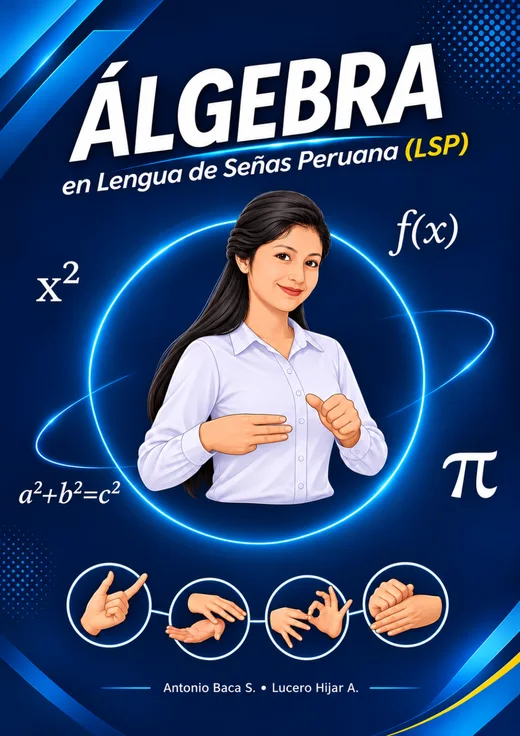 ÁLGEBRA
en Lengua de Señas Peruana (LSP)
f(x)
x²
a²+b²=c²
π
Antonio Baca S. • Lucero Hijar A.